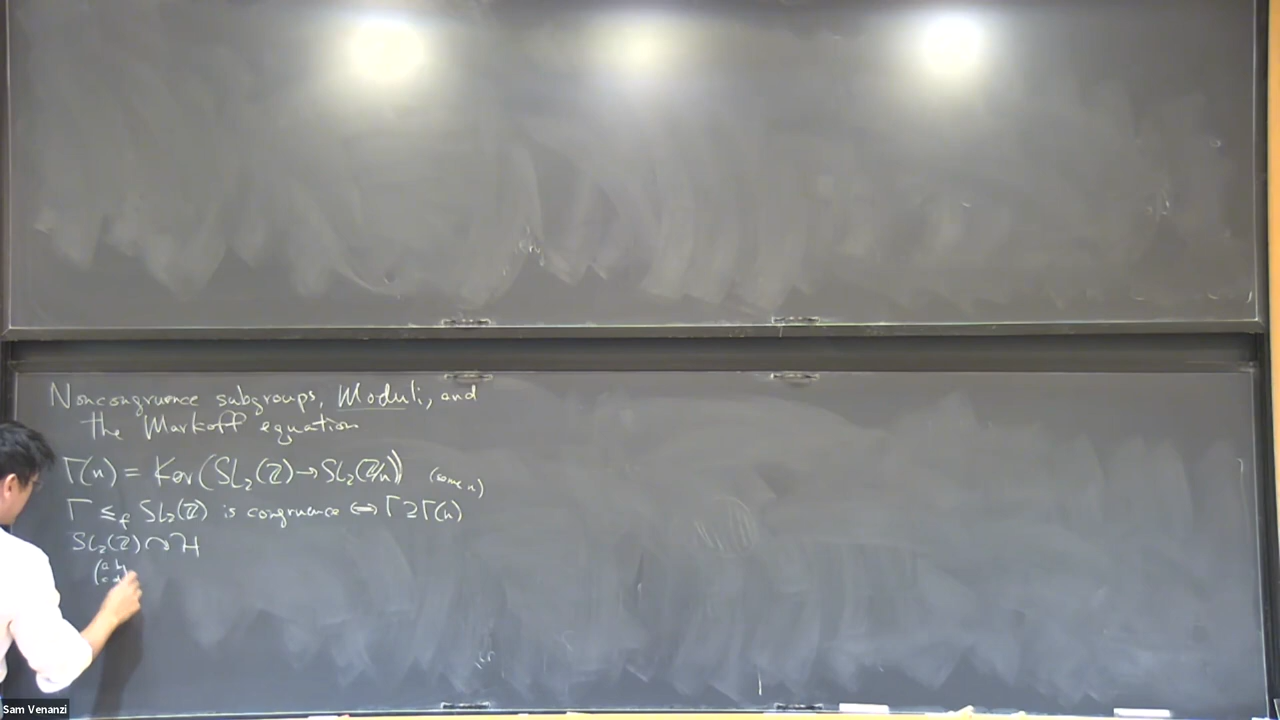 Noncongruence subgroups, Moduli, and
the Markoff equation
Γ(n) = Ker(SL₂(ℤ)→SL₂(ℤ/n)) (some n)
Γ ≤_f SL₂(ℤ) is congruence ⟺ Γ ⊇ Γ(n)
SL₂(ℤ) ↷ H
(a b
c d
Sam Venanzi